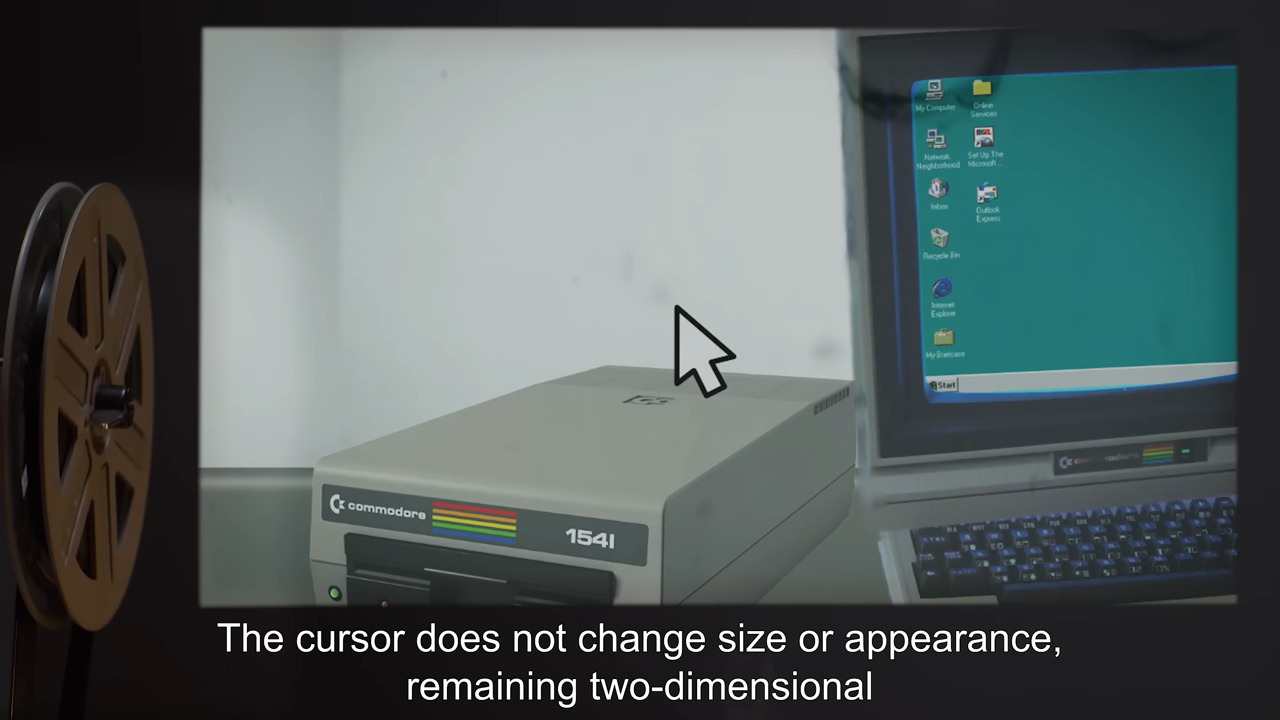 My Computer
Online
Services
Network
Neighborhood
Set Up The
Microsoft ...
Inbox
Outlook
Express
Recycle Bin
Internet
Explorer
My Briefcase
Start
commodore
commodore
1541
The cursor does not change size or appearance,
remaining two-dimensional